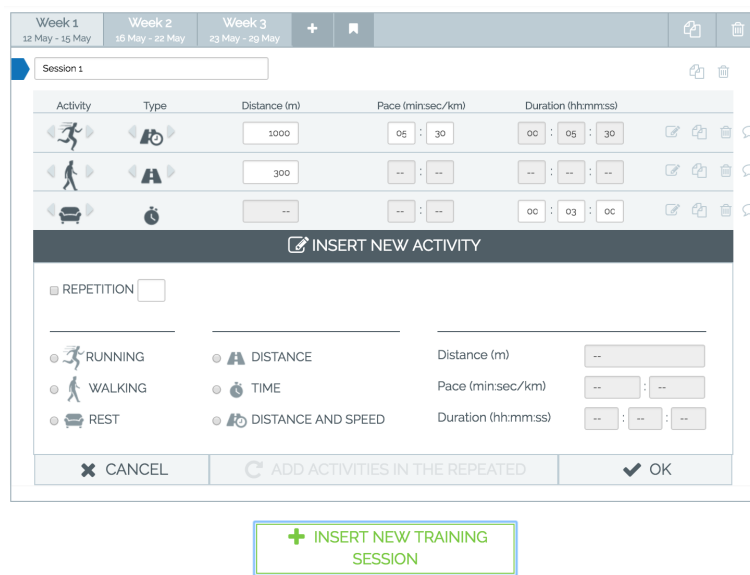 Week 1 Week 2 Week 3
12 May - 15 May 16 May - 22 May 23 May - 29 May
Session 1
Activity Type Distance (m) Pace (min:sec/km) Duration (hh:mm:ss)
1000 05 : 30 00 : 05 : 30
300 -- : -- -- : -- : --
-- -- : -- 00 : 03 : 00
INSERT NEW ACTIVITY
REPETITION
RUNNING DISTANCE Distance (m) --
WALKING TIME Pace (min:sec/km) -- : --
REST DISTANCE AND SPEED Duration (hh:mm:ss) -- : -- : --
CANCEL ADD ACTIVITIES IN THE REPEATED OK
INSERT NEW TRAINING
SESSION